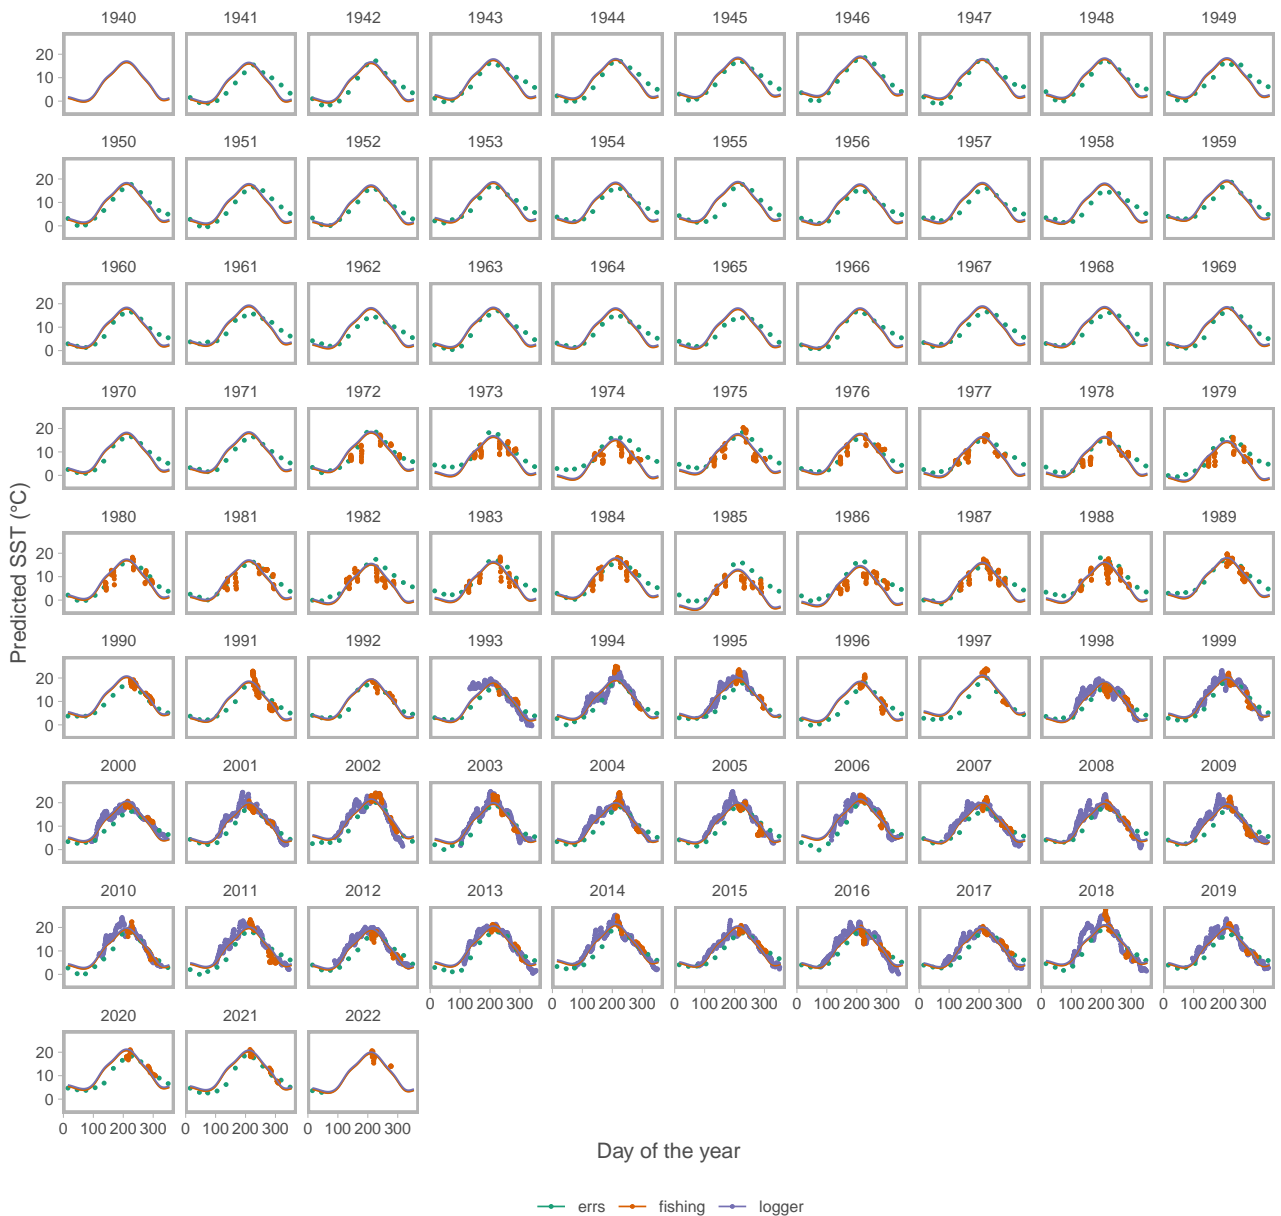 1940 1941 1942 1943 1944 1945 1946 1947 1948 1949
20
10
0
1950 1951 1952 1953 1954 1955 1956 1957 1958 1959
20
10
0
1960 1961 1962 1963 1964 1965 1966 1967 1968 1969
20
10
0
1970 1971 1972 1973 1974 1975 1976 1977 1978 1979
20
10
0
Predicted SST (°C)
1980 1981 1982 1983 1984 1985 1986 1987 1988 1989
20
10
0
1990 1991 1992 1993 1994 1995 1996 1997 1998 1999
20
10
0
2000 2001 2002 2003 2004 2005 2006 2007 2008 2009
20
10
0
2010 2011 2012 2013 2014 2015 2016 2017 2018 2019
20
10
0
0 100 200 300 0 100 200 300 0 100 200 300 0 100 200 300 0 100 200 300 0 100 200 300 0 100 200 300
2020 2021 2022
20
10
0
0 100 200 300 0 100 200 300 0 100 200 300
Day of the year
errs fishing logger